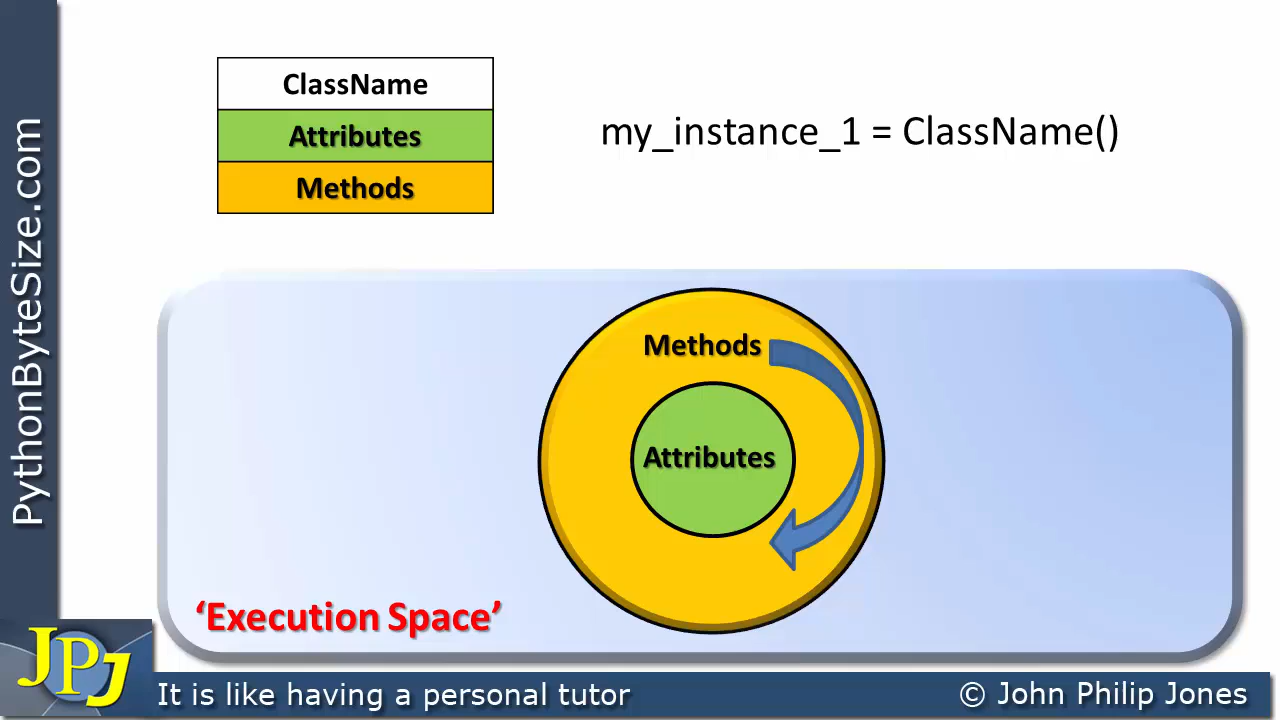 ClassName
Attributes
Methods
my_instance_1 = ClassName()
Methods
Attributes
‘Execution Space’
PythonByteSize.com
JPJ
It is like having a personal tutor
© John Philip Jones